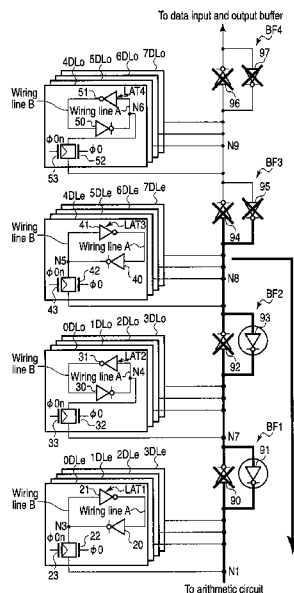 To data input and output buffer
BF4
7DLo
6DLo
5DLo
4DLo
97
51
LAT4
Wiring line B
Wiring line A
N6
50
96
φ0n
φ0
52
53
N9
BF3
7DLe
6DLe
5DLe
4DLe
95
41
LAT3
Wiring line B
Wiring line A
94
N5
40
φ0n
42
φ0
43
N8
BF2
3DLo
2DLo
1DLo
0DLo
93
31
LAT2
Wiring line B
Wiring line A
N4
30
92
φ0n
φ0
32
33
N7
BF1
3DLe
2DLe
1DLe
0DLe
91
21
LAT1
Wiring line B
Wiring line A
90
N3
20
φ0n
22
φ0
23
N1
To arithmetic circuit